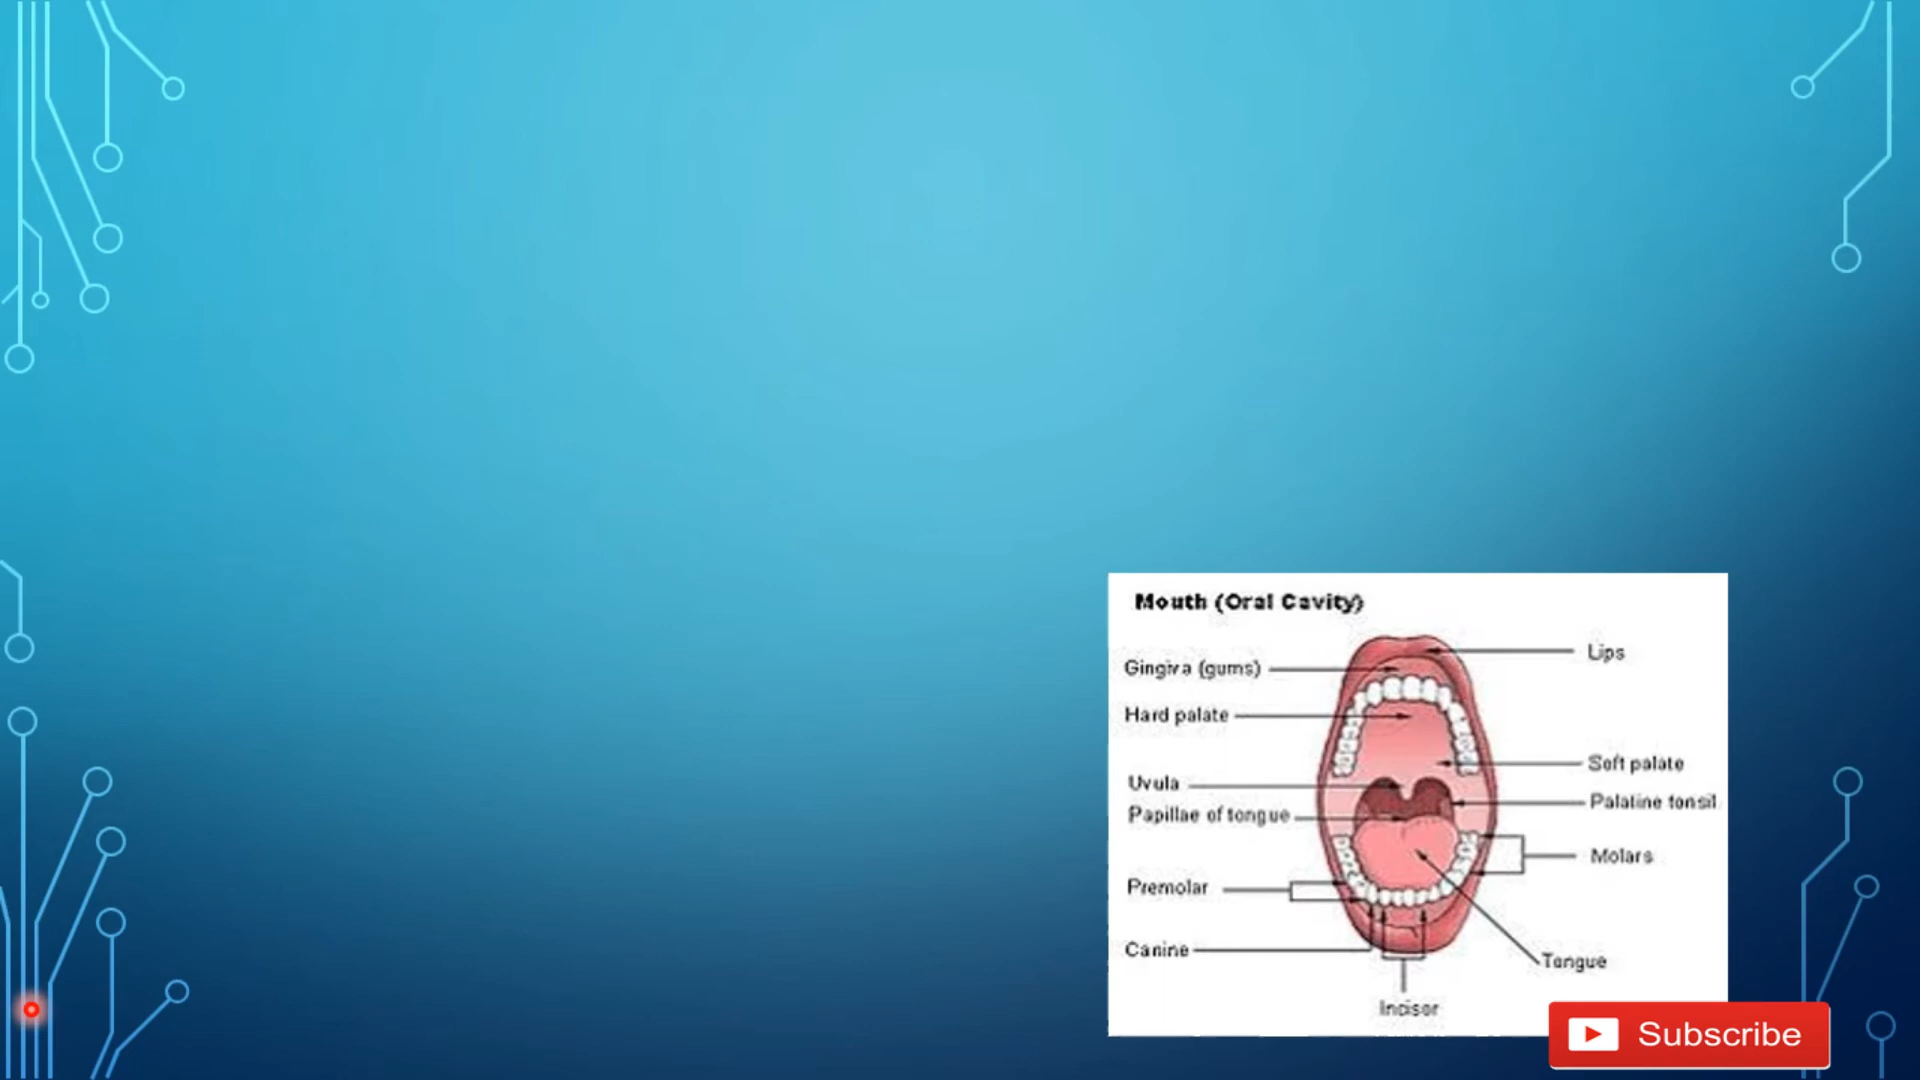 Mouth (Oral Cavity)
Lips
Gingiva (gums)
Hard palate
Soft palate
Uvula
Palatine tonsil
Papillae of tongue
Molars
Premolar
Canine
Tongue
Incisor
Subscribe